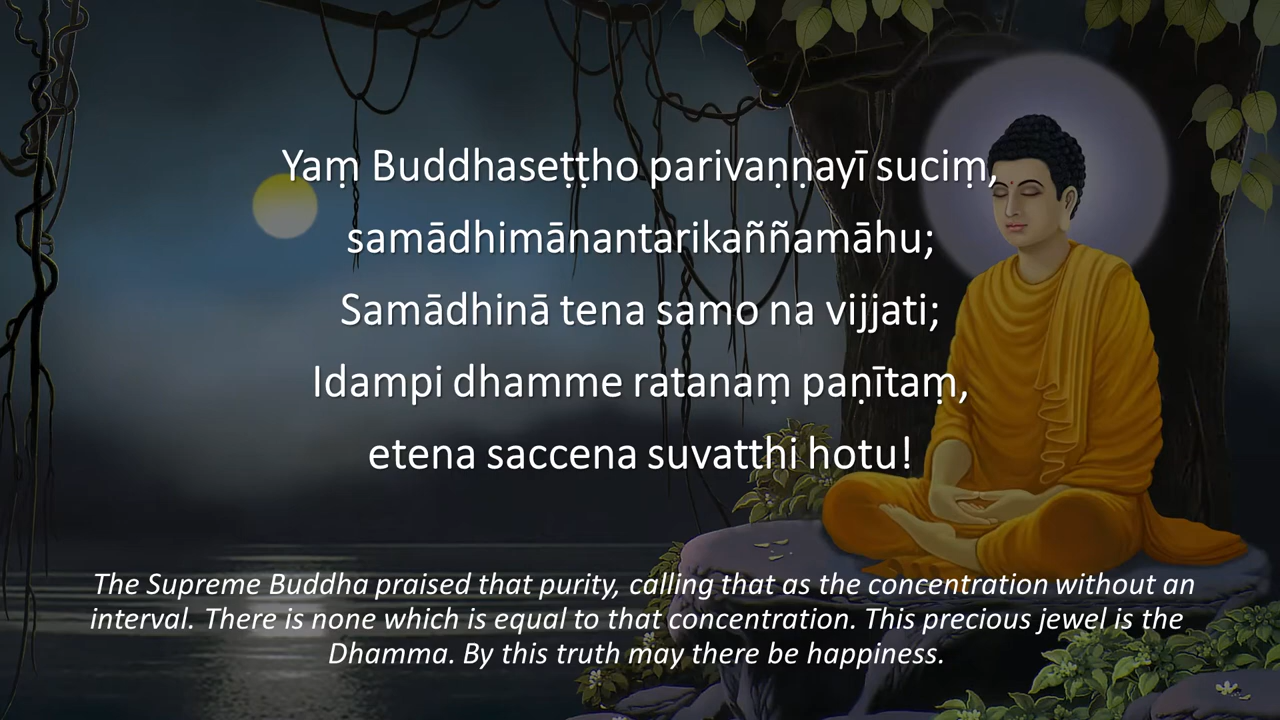 Yaṃ Buddhaseṭṭho parivaṇṇayī suciṃ,
samādhimānantarikaññamāhu;
Samādhinā tena samo na vijjati;
Idampi dhamme ratanaṃ paṇītaṃ,
etena saccena suvatthi hotu!
The Supreme Buddha praised that purity, calling that as the concentration without an
interval. There is none which is equal to that concentration. This precious jewel is the
Dhamma. By this truth may there be happiness.